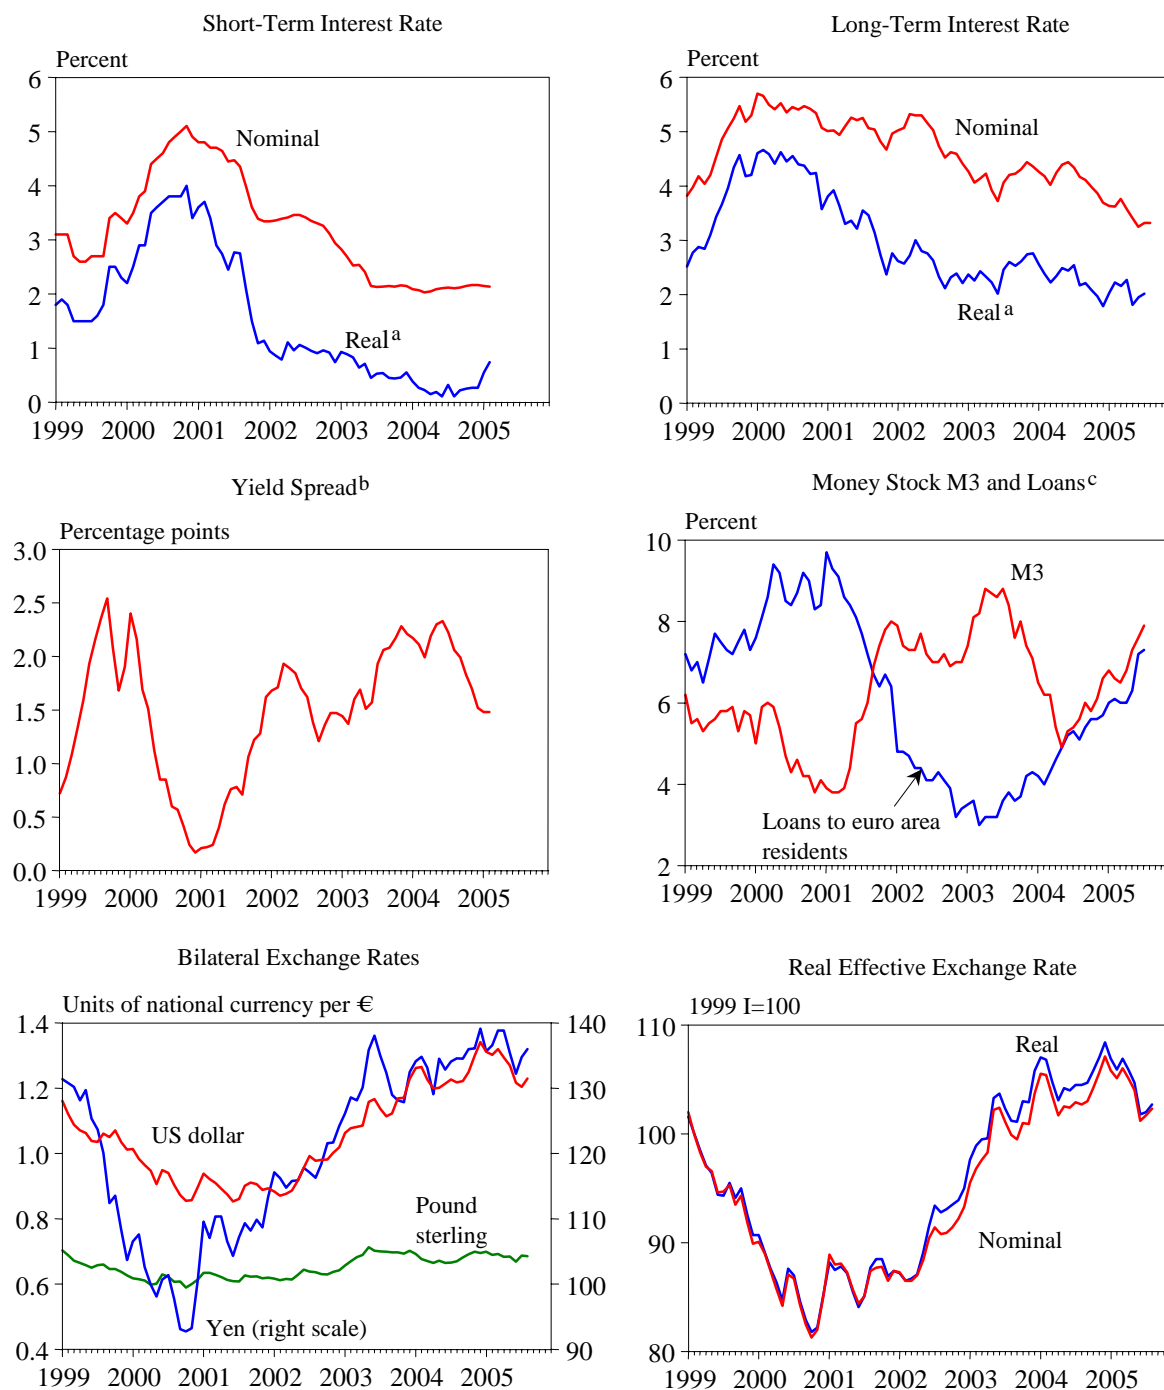 Short-Term Interest Rate
Percent
6
5
4
3
2
1
0
Nominal
Real a
1999 2000 2001 2002 2003 2004 2005
Long-Term Interest Rate
Percent
6
5
4
3
2
1
0
Nominal
Real a
1999 2000 2001 2002 2003 2004 2005
Yield Spread b
Percentage points
3.0
2.5
2.0
1.5
1.0
0.5
0.0
1999 2000 2001 2002 2003 2004 2005
Money Stock M3 and Loans c
Percent
10
8
6
4
2
M3
Loans to euro area
residents
1999 2000 2001 2002 2003 2004 2005
Bilateral Exchange Rates
Units of national currency per €
1.4
1.2
1.0
0.8
0.6
0.4
140
130
120
110
100
90
US dollar
Pound
sterling
Yen (right scale)
1999 2000 2001 2002 2003 2004 2005
Real Effective Exchange Rate
1999 I=100
110
100
90
80
Real
Nominal
1999 2000 2001 2002 2003 2004 2005